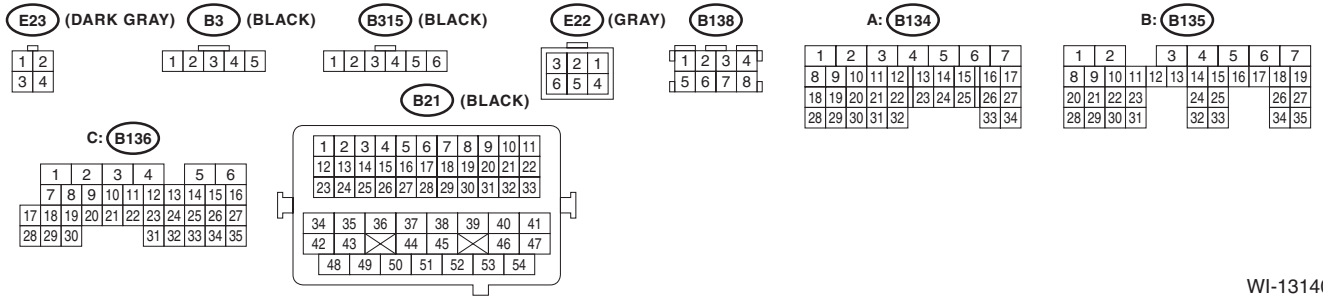 E23 (DARK GRAY) B3 (BLACK) B315 (BLACK) E22 (GRAY) B138 A: B134 B: B135
1 2
3 4
1 2 3 4 5
1 2 3 4 5 6
3 2 1
6 5 4
1 2 3 4
5 6 7 8
1 2 3 4 5 6 7
8 9 10 11 12 13 14 15 16 17
18 19 20 21 22 23 24 25 26 27
28 29 30 31 32 33 34
1 2 3 4 5 6 7
8 9 10 11 12 13 14 15 16 17 18 19
20 21 22 23 24 25 26 27
28 29 30 31 32 33 34 35
C: B136
1 2 3 4 5 6
7 8 9 10 11 12 13 14 15 16
17 18 19 20 21 22 23 24 25 26 27
28 29 30 31 32 33 34 35
B21 (BLACK)
1 2 3 4 5 6 7 8 9 10 11
12 13 14 15 16 17 18 19 20 21 22
23 24 25 26 27 28 29 30 31 32 33
34 35 36 37 38 39 40 41
42 43 44 45 46 47
48 49 50 51 52 53 54
WI-13140